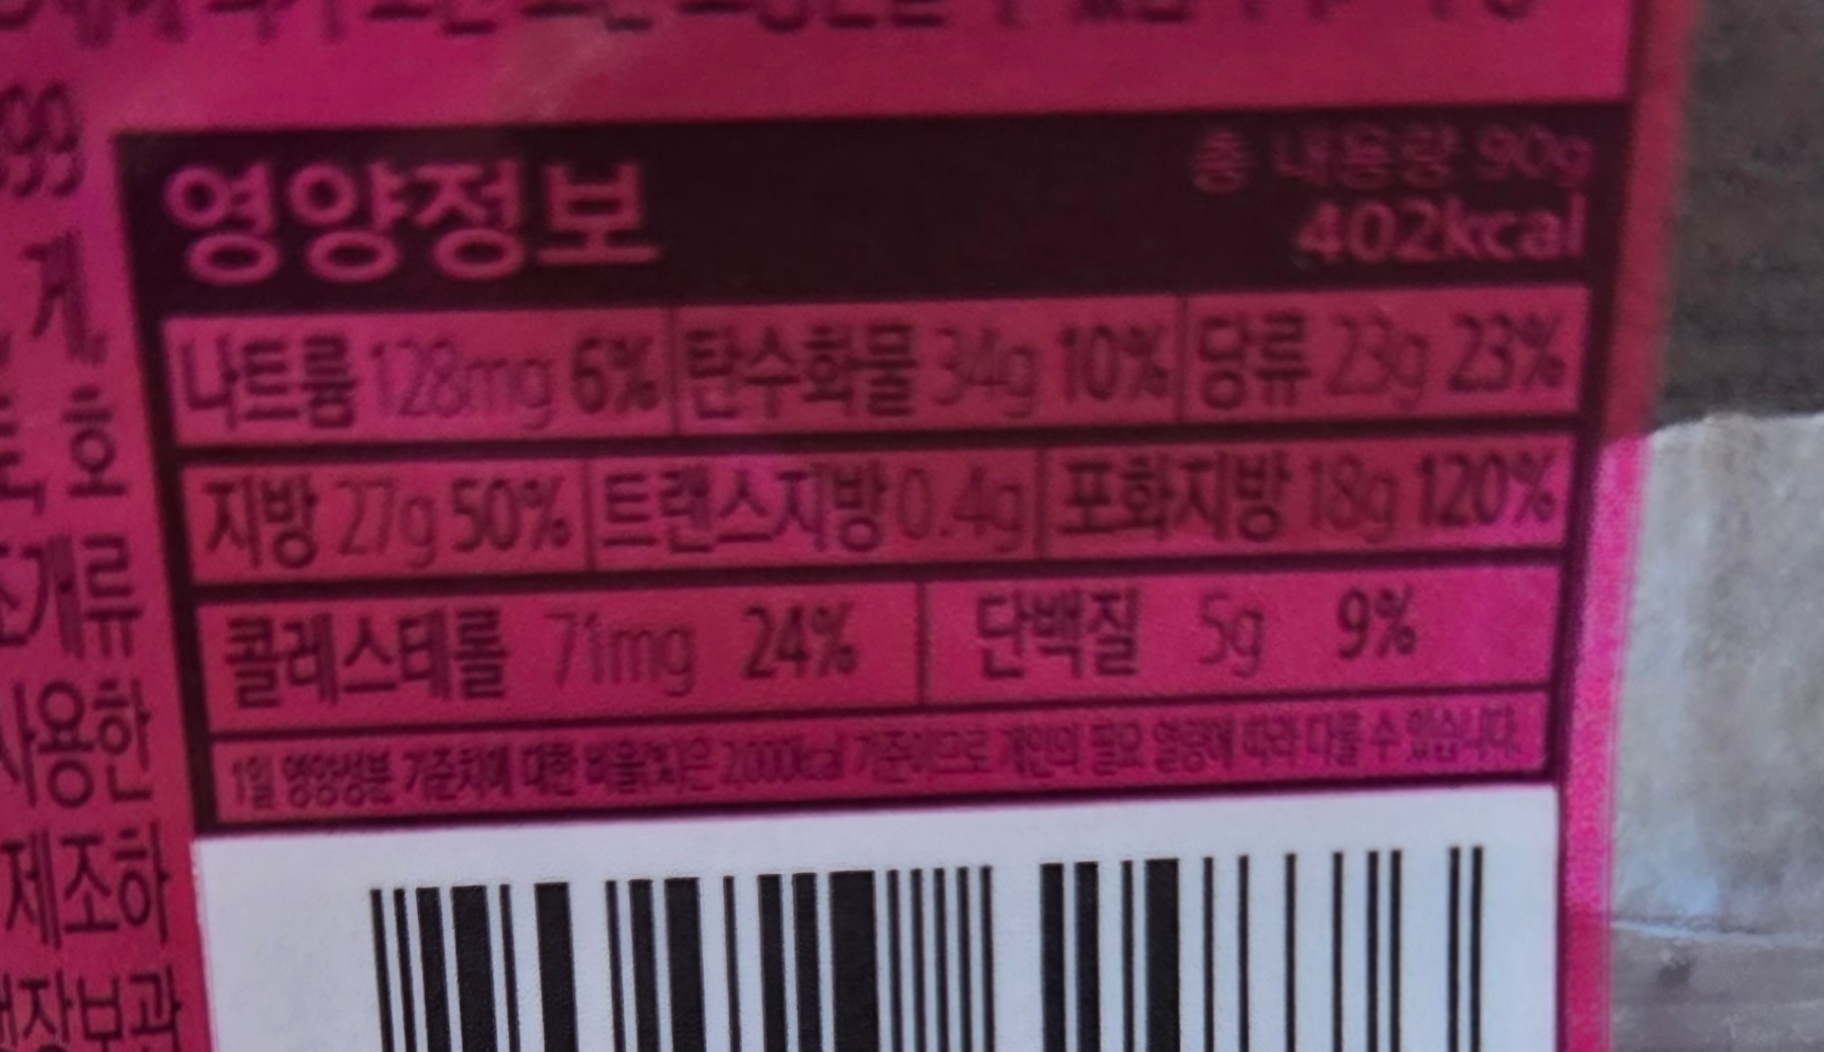 영양정보
총 내용량 90g
402kcal
나트륨 128mg 6% 탄수화물 34g 10% 당류 23g 23%
지방 27g 50% 트랜스지방 0.4g 포화지방 18g 120%
콜레스테롤 71mg 24% 단백질 5g 9%
1일 영양성분 기준치에 대한 비율(%)은 2,000kcal 기준이므로 개인의 필요 열량에 따라 다를 수 있습니다.
게,
호
조개류
사용한
제조하